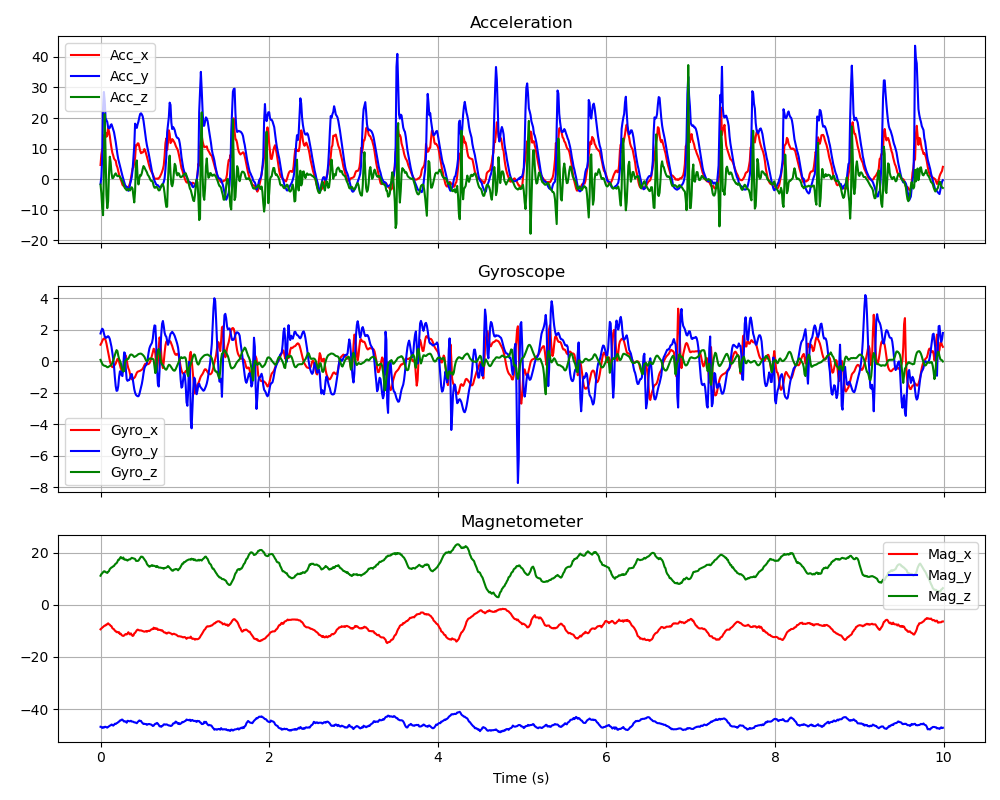 Acceleration
40
30
20
10
0
−10
−20
Acc_x
Acc_y
Acc_z
Gyroscope
4
2
0
−2
−4
−6
−8
Gyro_x
Gyro_y
Gyro_z
Magnetometer
20
0
−20
−40
Mag_x
Mag_y
Mag_z
0 2 4 6 8 10
Time (s)